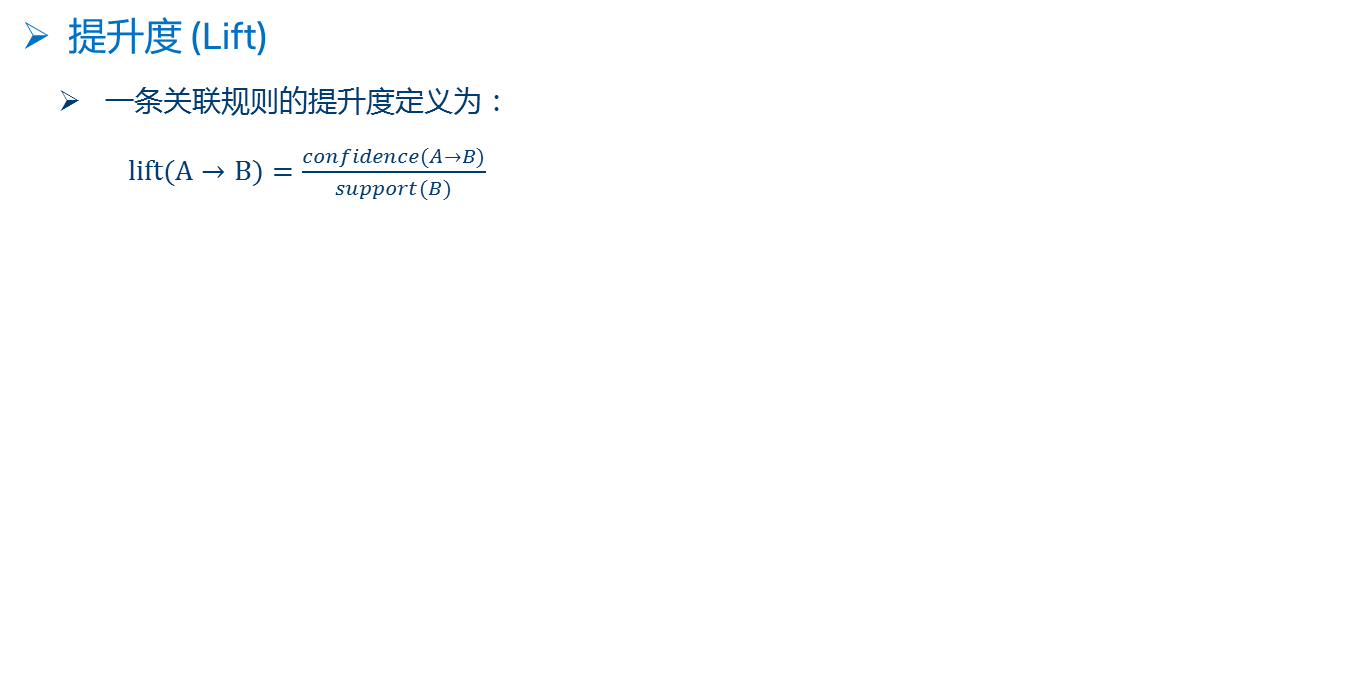 ➢ 提升度 (Lift)
➢ 一条关联规则的提升度定义为：
lift(A → B) = \frac{confidence(A→B)}{support(B)}